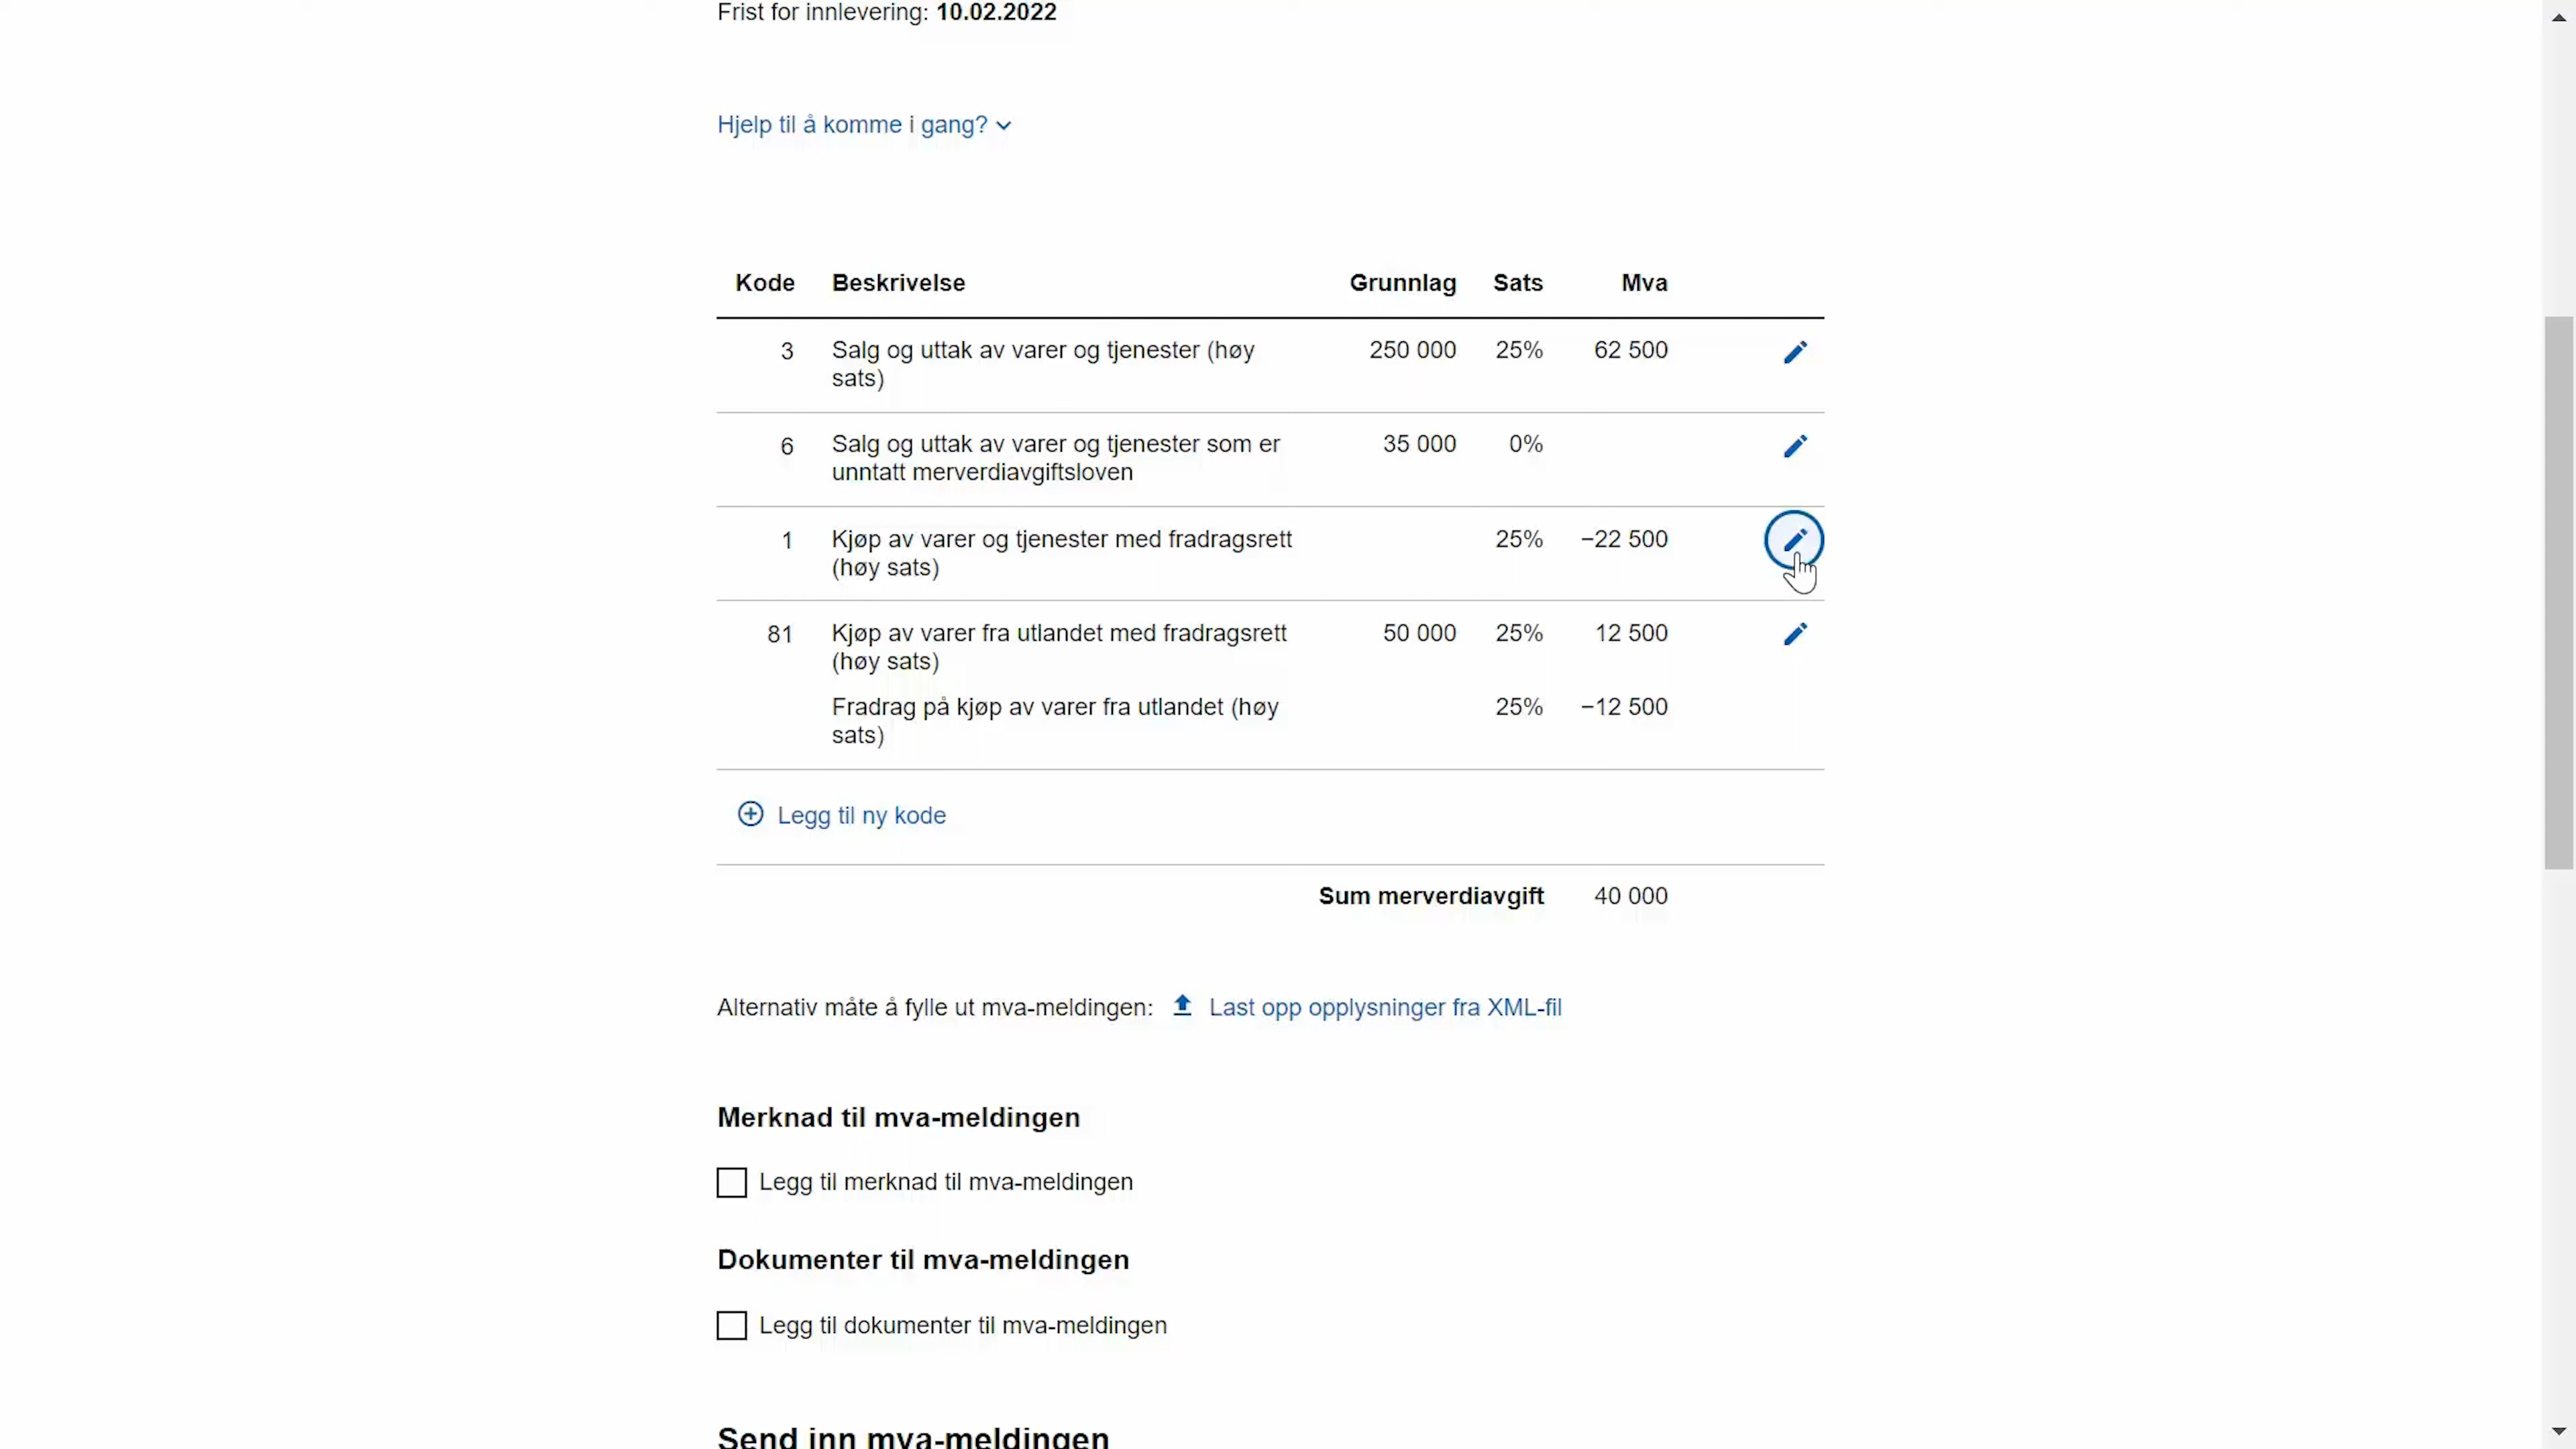 Frist for innlevering: 10.02.2022
Hjelp til å komme i gang?
Kode Beskrivelse Grunnlag Sats Mva
3 Salg og uttak av varer og tjenester (høy 250 000 25% 62 500
sats)
6 Salg og uttak av varer og tjenester som er 35 000 0%
unntatt merverdiavgiftsloven
1 Kjøp av varer og tjenester med fradragsrett 25% −22 500
(høy sats)
81 Kjøp av varer fra utlandet med fradragsrett 50 000 25% 12 500
(høy sats)
Fradrag på kjøp av varer fra utlandet (høy 25% −12 500
sats)
Legg til ny kode
Sum merverdiavgift 40 000
Alternativ måte å fylle ut mva-meldingen: Last opp opplysninger fra XML-fil
Merknad til mva-meldingen
Legg til merknad til mva-meldingen
Dokumenter til mva-meldingen
Legg til dokumenter til mva-meldingen
Send inn mva-meldingen